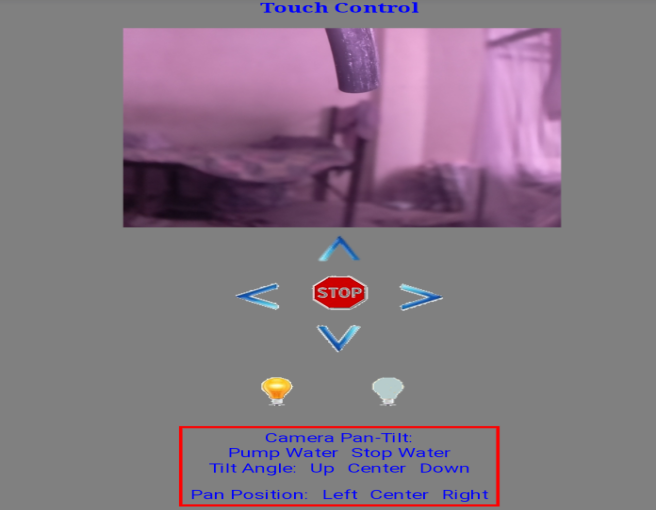 Touch Control
STOP
Camera Pan-Tilt:
Pump Water Stop Water
Tilt Angle: Up Center Down
Pan Position: Left Center Right